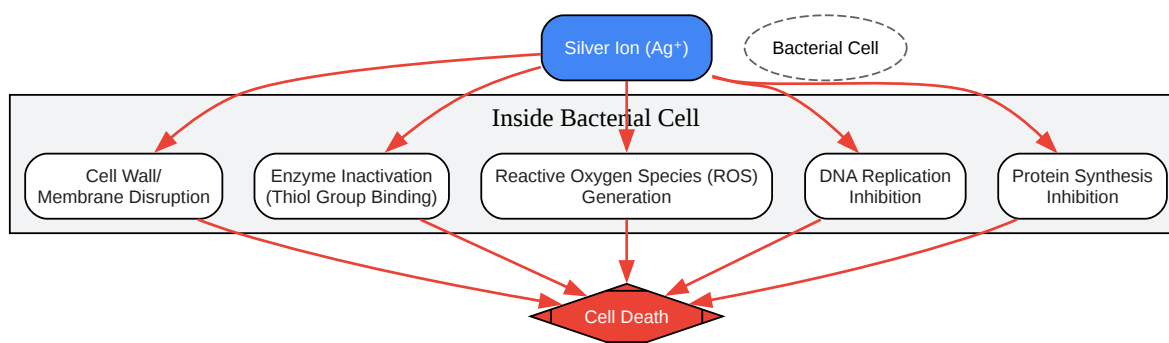 Silver Ion (Ag⁺)
Bacterial Cell
Inside Bacterial Cell
Cell Wall/
Membrane Disruption
Enzyme Inactivation
(Thiol Group Binding)
Reactive Oxygen Species (ROS)
Generation
DNA Replication
Inhibition
Protein Synthesis
Inhibition
Cell Death